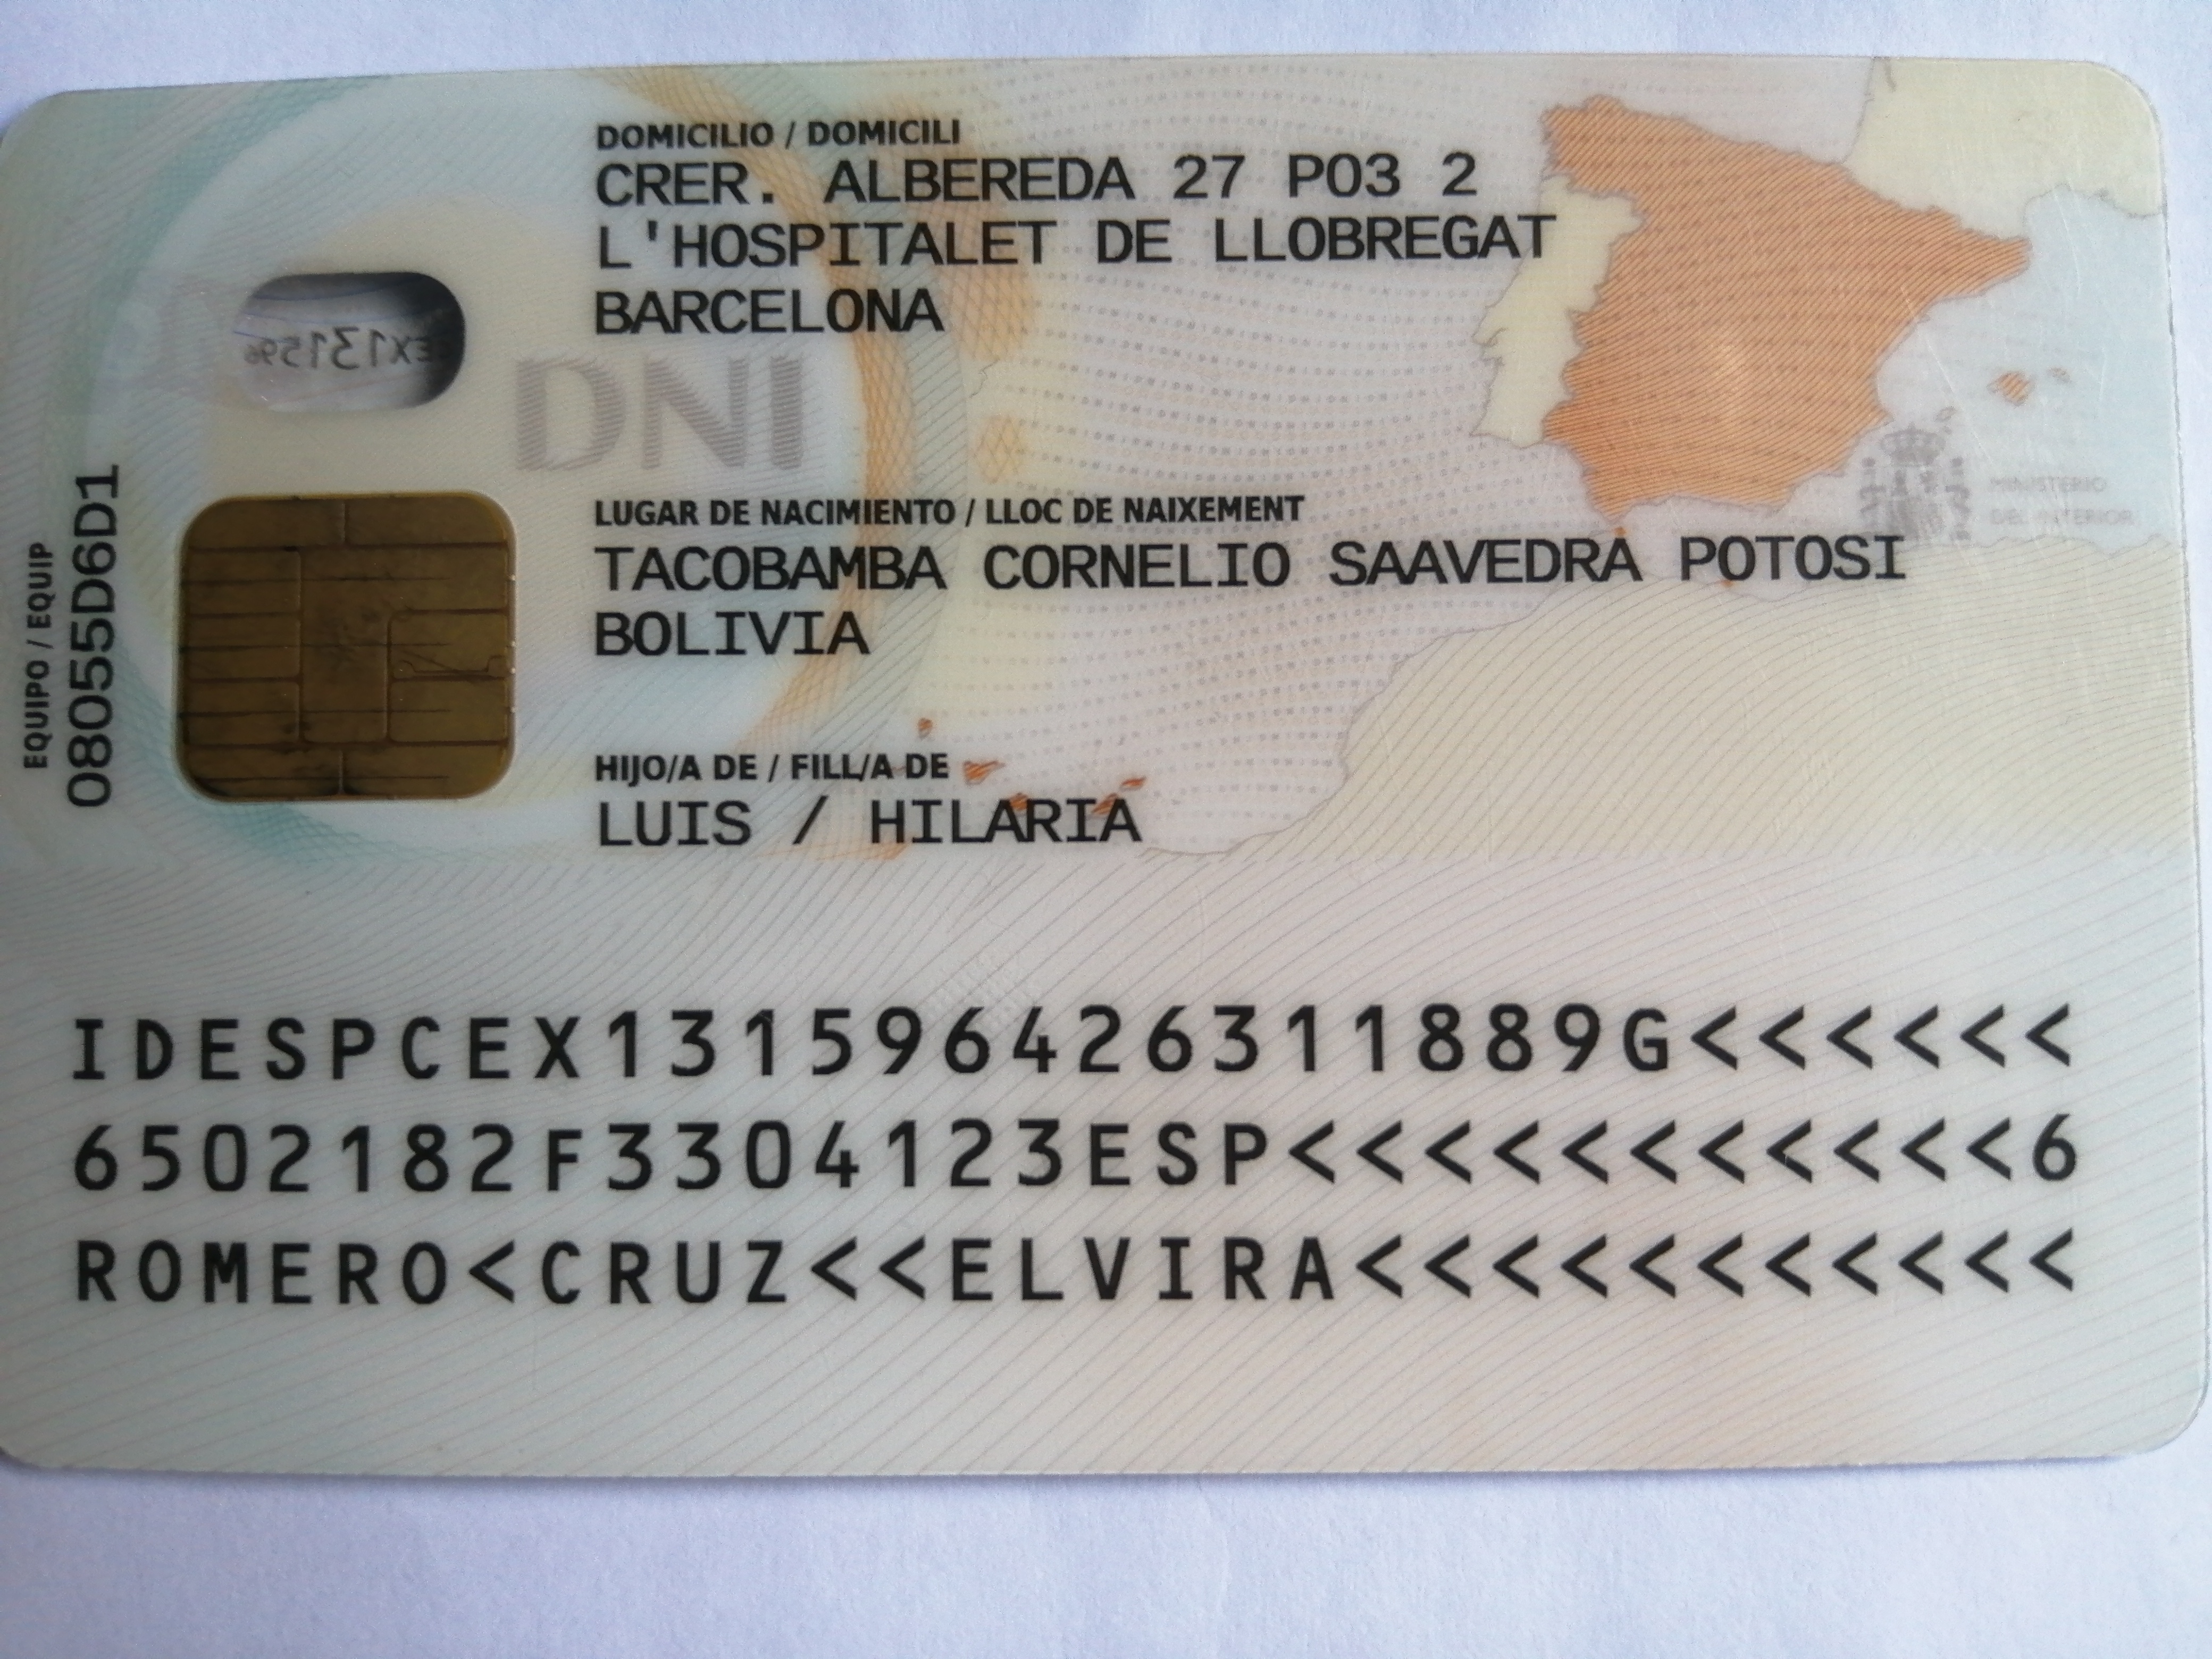 DOMICILIO / DOMICILI
CRER. ALBEREDA 27 P03 2
L'HOSPITALET DE LLOBREGAT
BARCELONA
EX131596
DNI
EQUIPO / EQUIP
08055D6D1
LUGAR DE NACIMIENTO / LLOC DE NAIXEMENT
TACOBAMBA CORNELIO SAAVEDRA POTOSI
BOLIVIA
MINISTERIO
DEL INTERIOR
HIJO/A DE / FILL/A DE
LUIS / HILARIA
IDESPCEX131596426311889G<<<<<<
6502182F3304123ESP<<<<<<<<<<<6
ROMERO<CRUZ<<ELVIRA<<<<<<<<<<<